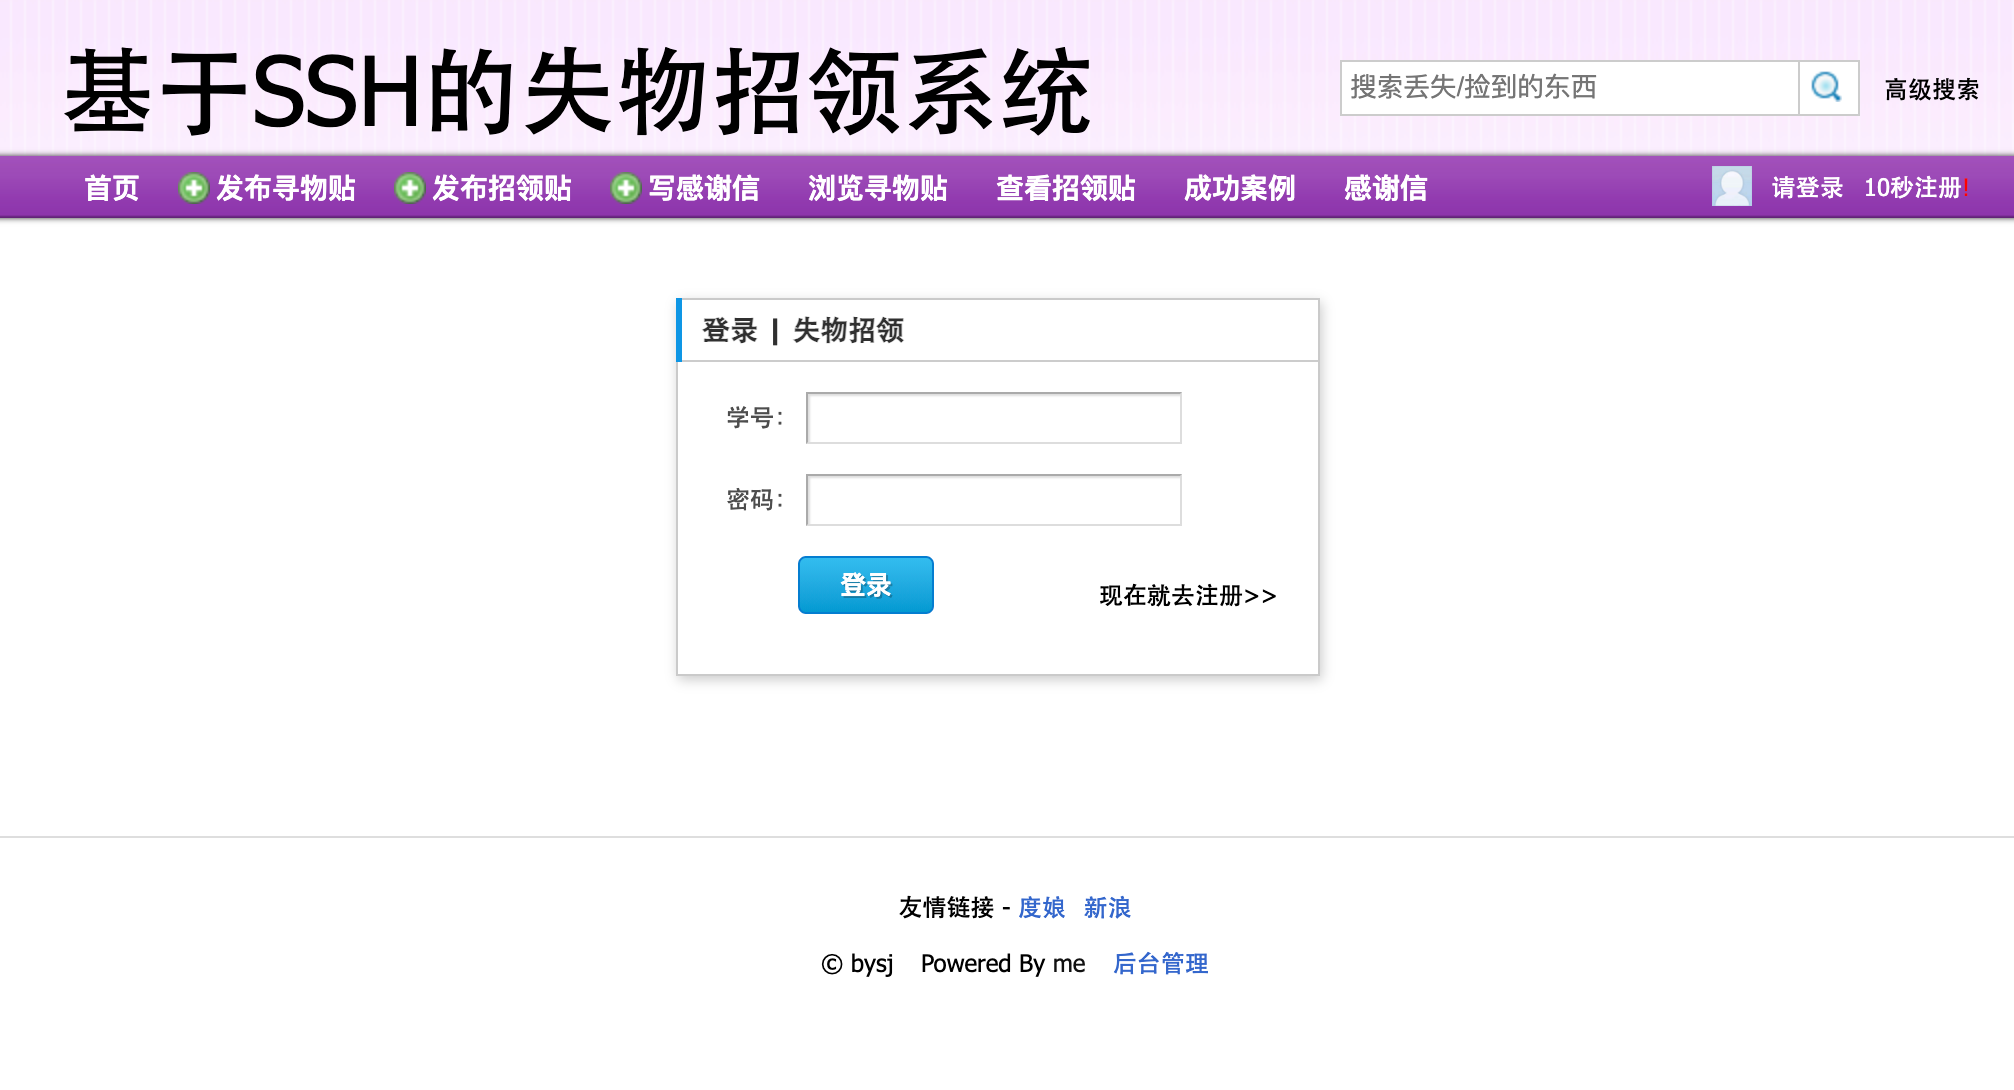 基于SSH的失物招领系统
搜索丢失/捡到的东西
高级搜索
首页 发布寻物贴 发布招领贴 写感谢信 浏览寻物贴 查看招领贴 成功案例 感谢信 请登录 10秒注册!
登录 | 失物招领
学号：
密码：
登录
现在就去注册>>
友情链接 - 度娘 新浪
© bysj Powered By me 后台管理